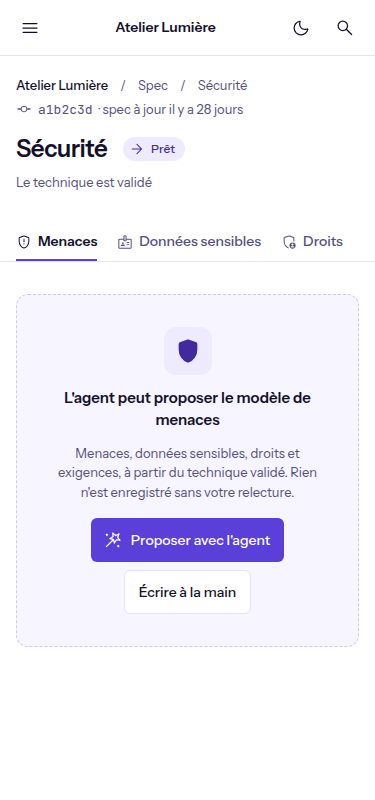 Atelier Lumière
Atelier Lumière / Spec / Sécurité
a1b2c3d · spec à jour il y a 28 jours
Sécurité
Prêt
Le technique est validé
Menaces
Données sensibles
Droits
L'agent peut proposer le modèle de
menaces
Menaces, données sensibles, droits et
exigences, à partir du technique validé. Rien
n'est enregistré sans votre relecture.
Proposer avec l'agent
Écrire à la main